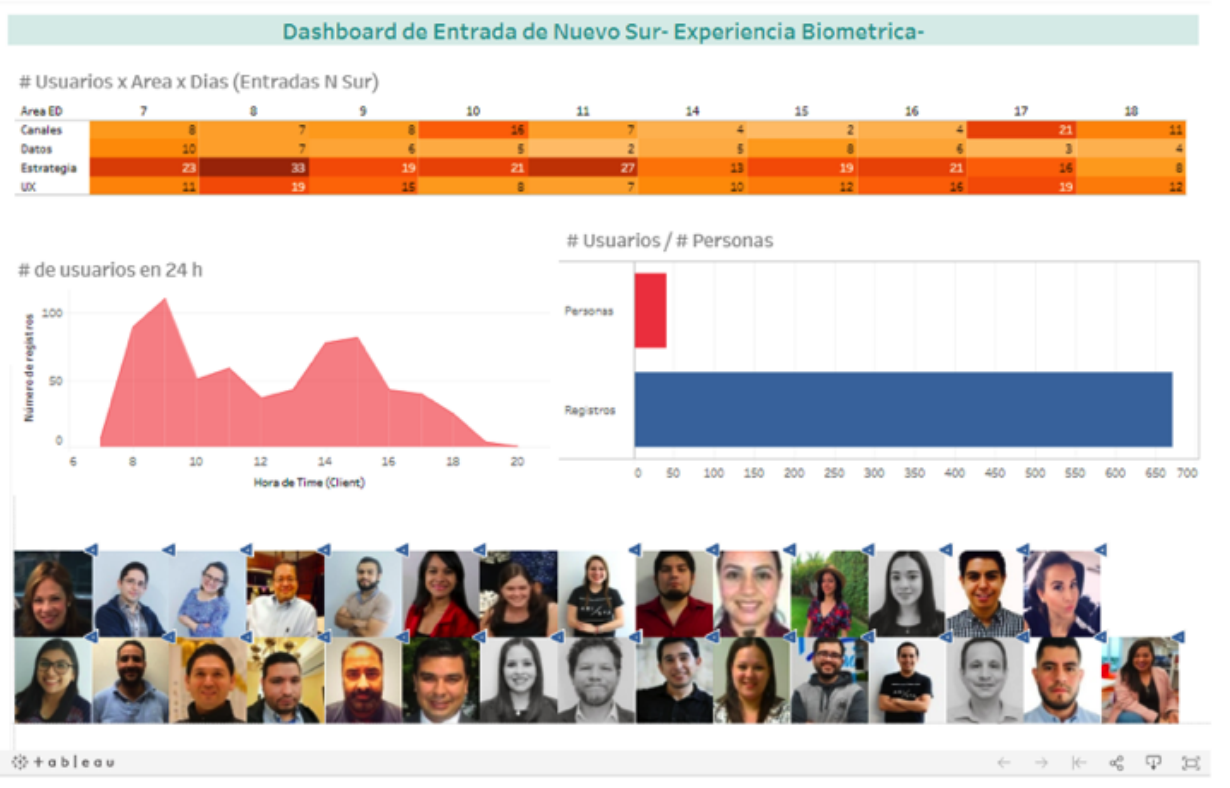 Dashboard de Entrada de Nuevo Sur- Experiencia Biometrica-
# Usuarios x Area x Dias (Entradas N Sur)
Area ED 7 8 9 10 11 14 15 16 17 18
Canales 8 7 8 16 7 4 2 4 21 11
Datos 10 7 6 5 2 5 8 6 3 4
Estrategia 23 33 19 21 27 13 19 21 16 8
UX 11 19 15 8 7 10 12 16 19 12
# de usuarios en 24 h
Número de registros
100
50
0
6 8 10 12 14 16 18 20
Hora de Time (Client)
# Usuarios / # Personas
Personas
Registros
0 50 100 150 200 250 300 350 400 450 500 550 600 650 700
+ableau